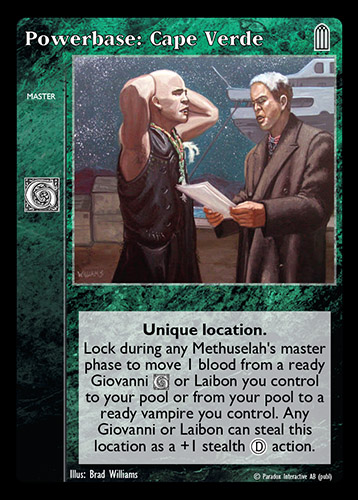 Powerbase: Cape Verde
MASTER
WILLIAMS
Unique location.
Lock during any Methuselah's master
phase to move 1 blood from a ready
Giovanni or Laibon you control
to your pool or from your pool to a
ready vampire you control. Any
Giovanni or Laibon can steal this
location as a +1 stealth D action.
Illus: Brad Williams
© Paradox Interactive AB (publ)